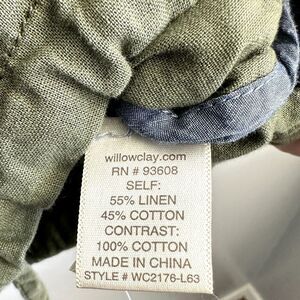 willowclay.com
RN # 93608
SELF:
55% LINEN
45% COTTON
CONTRAST:
100% COTTON
MADE IN CHINA
STYLE # WC2176-L63